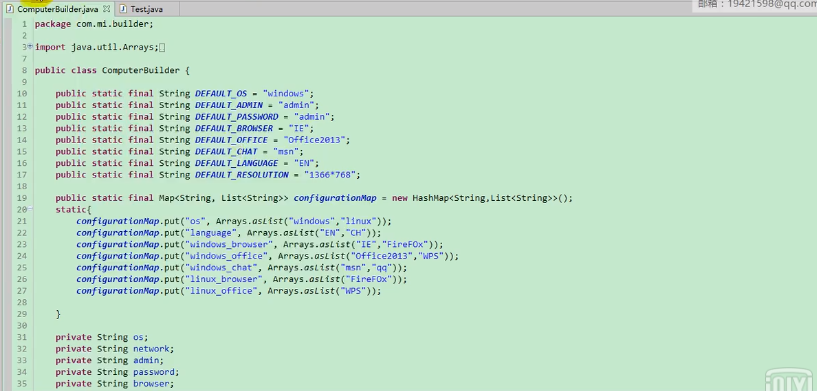 邮箱：19421598@qq.com
ComputerBuilder.java Test.java
1 package com.mi.builder;
2
3 import java.util.Arrays;
7
8 public class ComputerBuilder {
9
10 public static final String DEFAULT_OS = "windows";
11 public static final String DEFAULT_ADMIN = "admin";
12 public static final String DEFAULT_PASSWORD = "admin";
13 public static final String DEFAULT_BROWSER = "IE";
14 public static final String DEFAULT_OFFICE = "Office2013";
15 public static final String DEFAULT_CHAT = "msn";
16 public static final String DEFAULT_LANGUAGE = "EN";
17 public static final String DEFAULT_RESOLUTION = "1366*768";
18
19 public static final Map<String, List<String>> configurationMap = new HashMap<String,List<String>>();
20 static{
21 configurationMap.put("os", Arrays.asList("windows","linux"));
22 configurationMap.put("language", Arrays.asList("EN","CH"));
23 configurationMap.put("windows_browser", Arrays.asList("IE","FireFOx"));
24 configurationMap.put("windows_office", Arrays.asList("Office2013","WPS"));
25 configurationMap.put("windows_chat", Arrays.asList("msn","qq"));
26 configurationMap.put("linux_browser", Arrays.asList("FireFOx"));
27 configurationMap.put("linux_office", Arrays.asList("WPS"));
28
29 }
30
31 private String os;
32 private String network;
33 private String admin;
34 private String password;
35 private String browser;